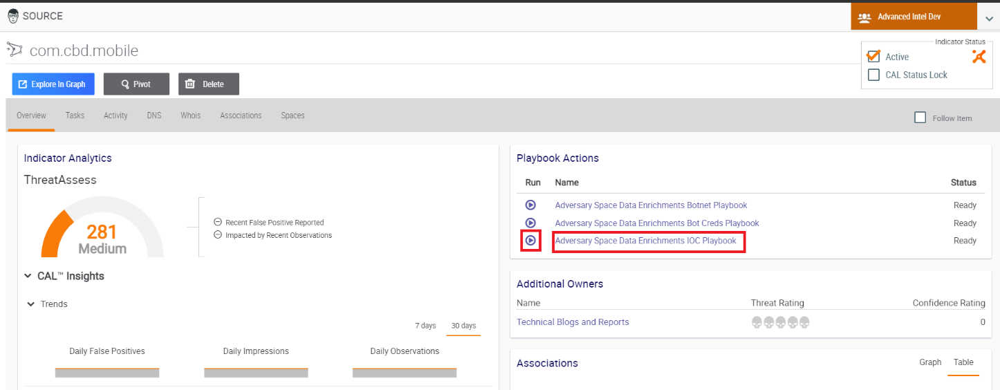 SOURCE
Advanced Intel Dev
com.cbd.mobile
Indicator Status
Active
CAL Status Lock
Explore In Graph
Pivot
Delete
Overview
Tasks
Activity
DNS
Whois
Associations
Spaces
Follow Item
Indicator Analytics
ThreatAssess
281
Medium
Recent False Positive Reported
Impacted by Recent Observations
CAL™ Insights
Trends
7 days
30 days
Daily False Positives
Daily Impressions
Daily Observations
Playbook Actions
Run Name Status
Adversary Space Data Enrichments Botnet Playbook Ready
Adversary Space Data Enrichments Bot Creds Playbook Ready
Adversary Space Data Enrichments IOC Playbook Ready
Additional Owners
Name Threat Rating Confidence Rating
Technical Blogs and Reports 0
Associations
Graph
Table